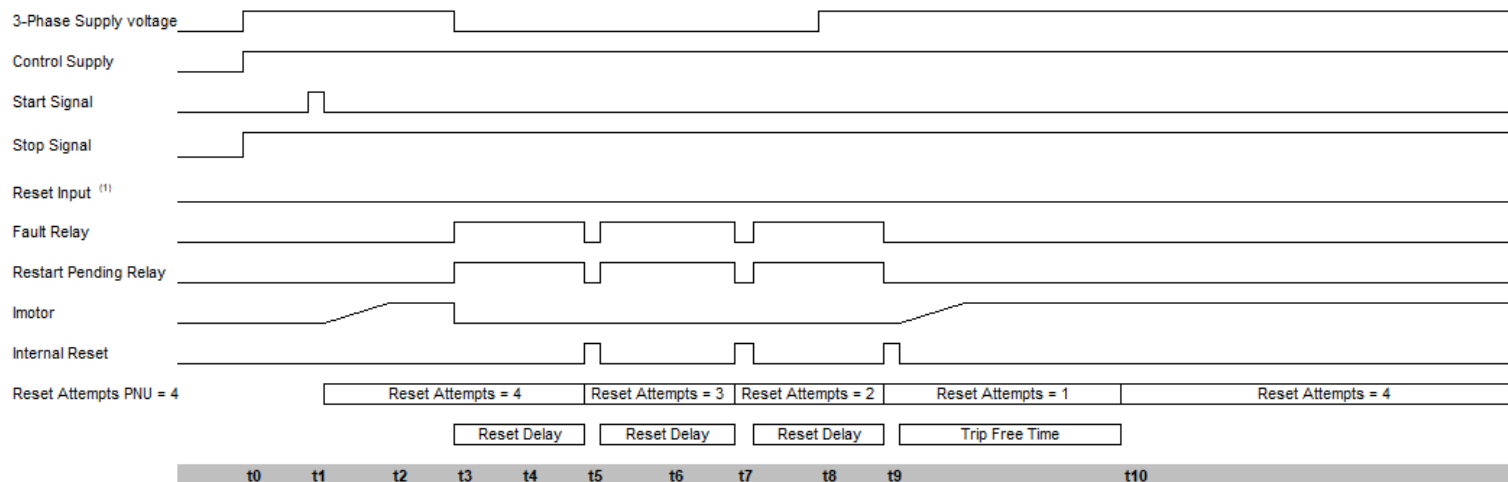 3-Phase Supply voltage
Control Supply
Start Signal
Stop Signal
Reset Input (1)
Fault Relay
Restart Pending Relay
Imotor
Internal Reset
Reset Attempts PNU = 4 Reset Attempts = 4 Reset Attempts = 3 Reset Attempts = 2 Reset Attempts = 1 Reset Attempts = 4
Reset Delay Reset Delay Reset Delay Trip Free Time
t0 t1 t2 t3 t4 t5 t6 t7 t8 t9 t10